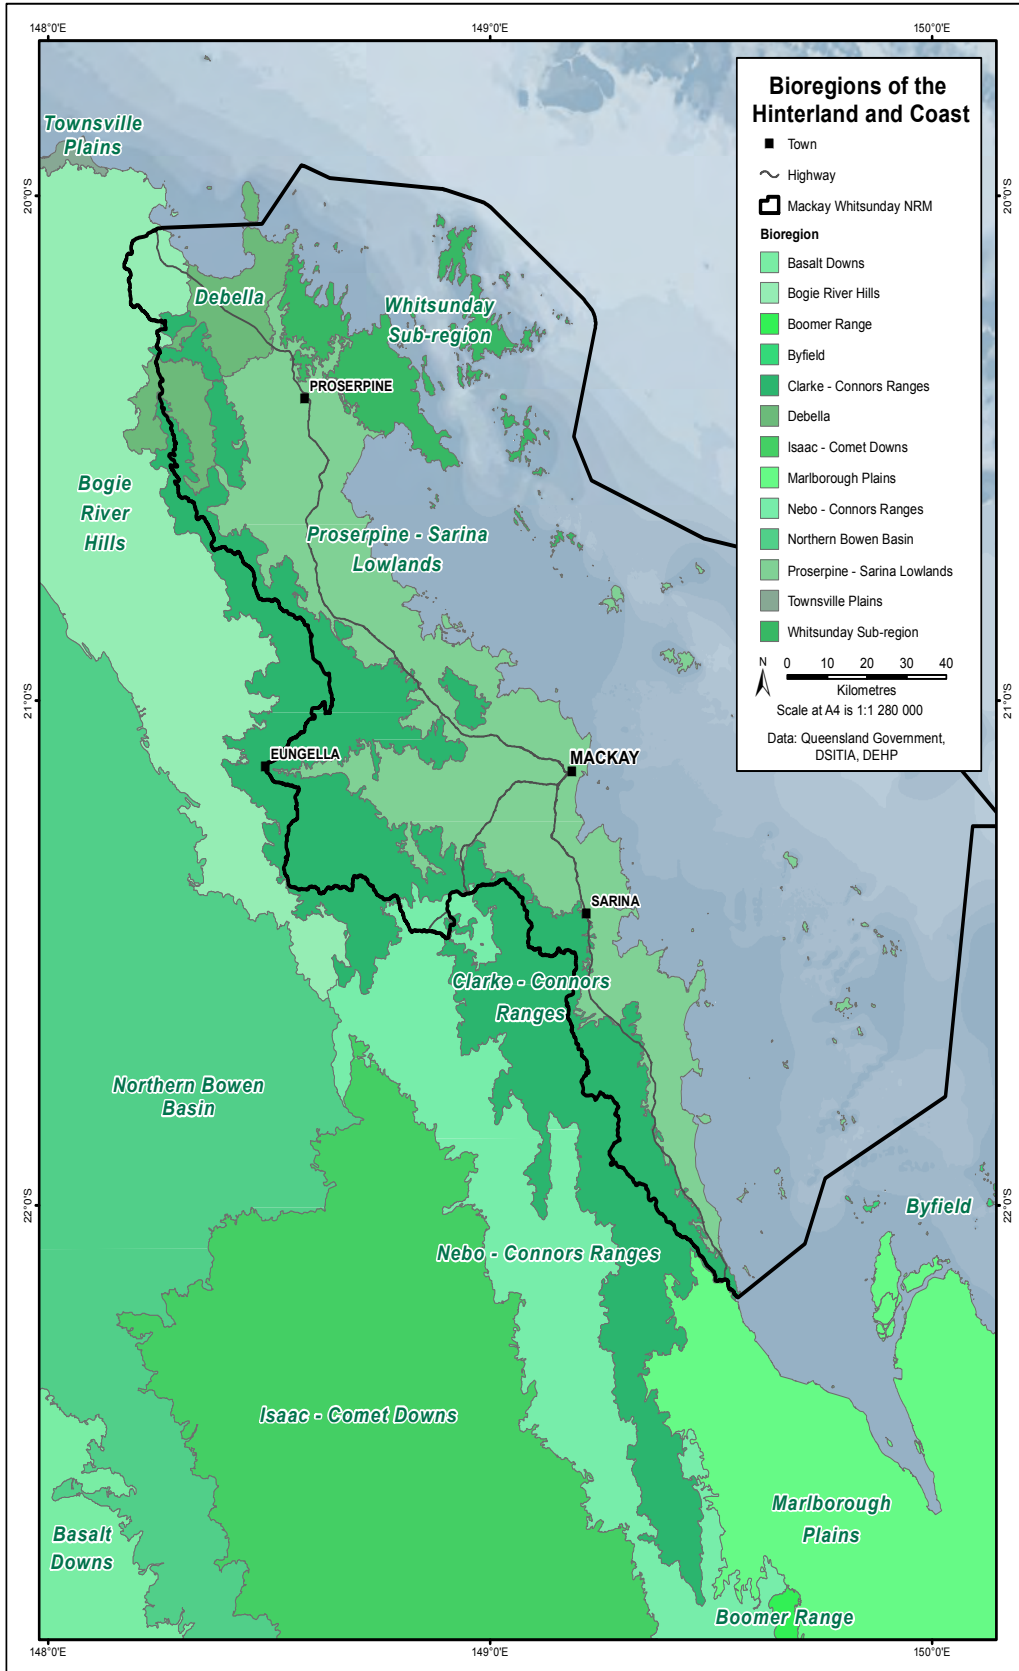 148°0'E
149°0'E
150°0'E
Bioregions of the
Hinterland and Coast
Town
Highway
Mackay Whitsunday NRM
Bioregion
Basalt Downs
Bogie River Hills
Boomer Range
Byfield
Clarke - Connors Ranges
Debella
Isaac - Comet Downs
Marlborough Plains
Nebo - Connors Ranges
Northern Bowen Basin
Proserpine - Sarina Lowlands
Townsville Plains
Whitsunday Sub-region
N
0 10 20 30 40
Kilometres
Scale at A4 is 1:1 280 000
Data: Queensland Government,
DSITIA, DEHP
Townsville
Plains
20°0'S
20°0'S
Debella
Whitsunday
Sub-region
PROSERPINE
Bogie
River
Hills
Proserpine - Sarina
Lowlands
21°0'S
21°0'S
EUNGELLA
MACKAY
SARINA
Clarke - Connors
Ranges
Northern Bowen
Basin
22°0'S
22°0'S
Byfield
Nebo - Connors Ranges
Isaac - Comet Downs
Marlborough
Plains
Basalt
Downs
Boomer Range
148°0'E
149°0'E
150°0'E